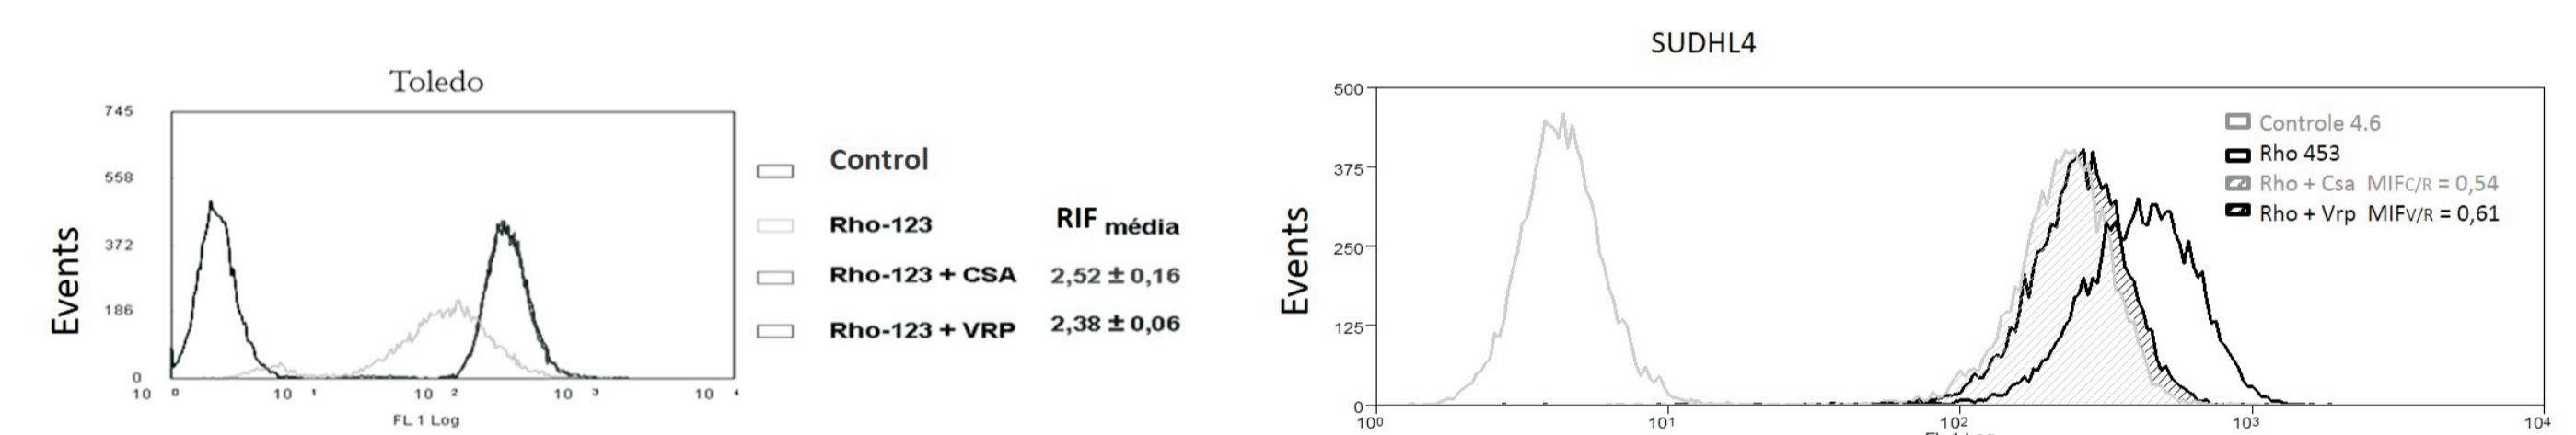 Toledo
745
558
372
186
0
Events
10 0
10 1
10 2
10 3
10 4
FL 1 Log
Control
Rho-123
RIF média
Rho-123 + CSA 2,52 ± 0,16
Rho-123 + VRP 2,38 ± 0,06
SUDHL4
500
375
250
125
0
Events
10⁰
10¹
10²
10³
10⁴
Controle 4.6
Rho 453
Rho + Csa MIFC/R = 0,54
Rho + Vrp MIFV/R = 0,61